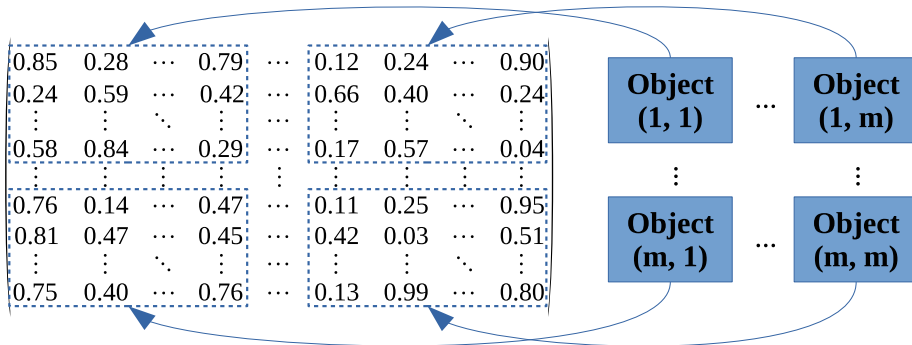 0.85 0.28 ⋯ 0.79 ⋯ 0.12 0.24 ⋯ 0.90
0.24 0.59 ⋯ 0.42 ⋯ 0.66 0.40 ⋯ 0.24
⋮ ⋮ ⋱ ⋮ ⋯ ⋮ ⋮ ⋱ ⋮
0.58 0.84 ⋯ 0.29 ⋯ 0.17 0.57 ⋯ 0.04
⋮ ⋮ ⋮ ⋮ ⋮ ⋮ ⋮ ⋮ ⋮
0.76 0.14 ⋯ 0.47 ⋯ 0.11 0.25 ⋯ 0.95
0.81 0.47 ⋯ 0.45 ⋯ 0.42 0.03 ⋯ 0.51
⋮ ⋮ ⋱ ⋮ ⋯ ⋮ ⋮ ⋱ ⋮
0.75 0.40 ⋯ 0.76 ⋯ 0.13 0.99 ⋯ 0.80
Object ... Object
(1, 1) (1, m)
⋮ ⋮
Object ... Object
(m, 1) (m, m)